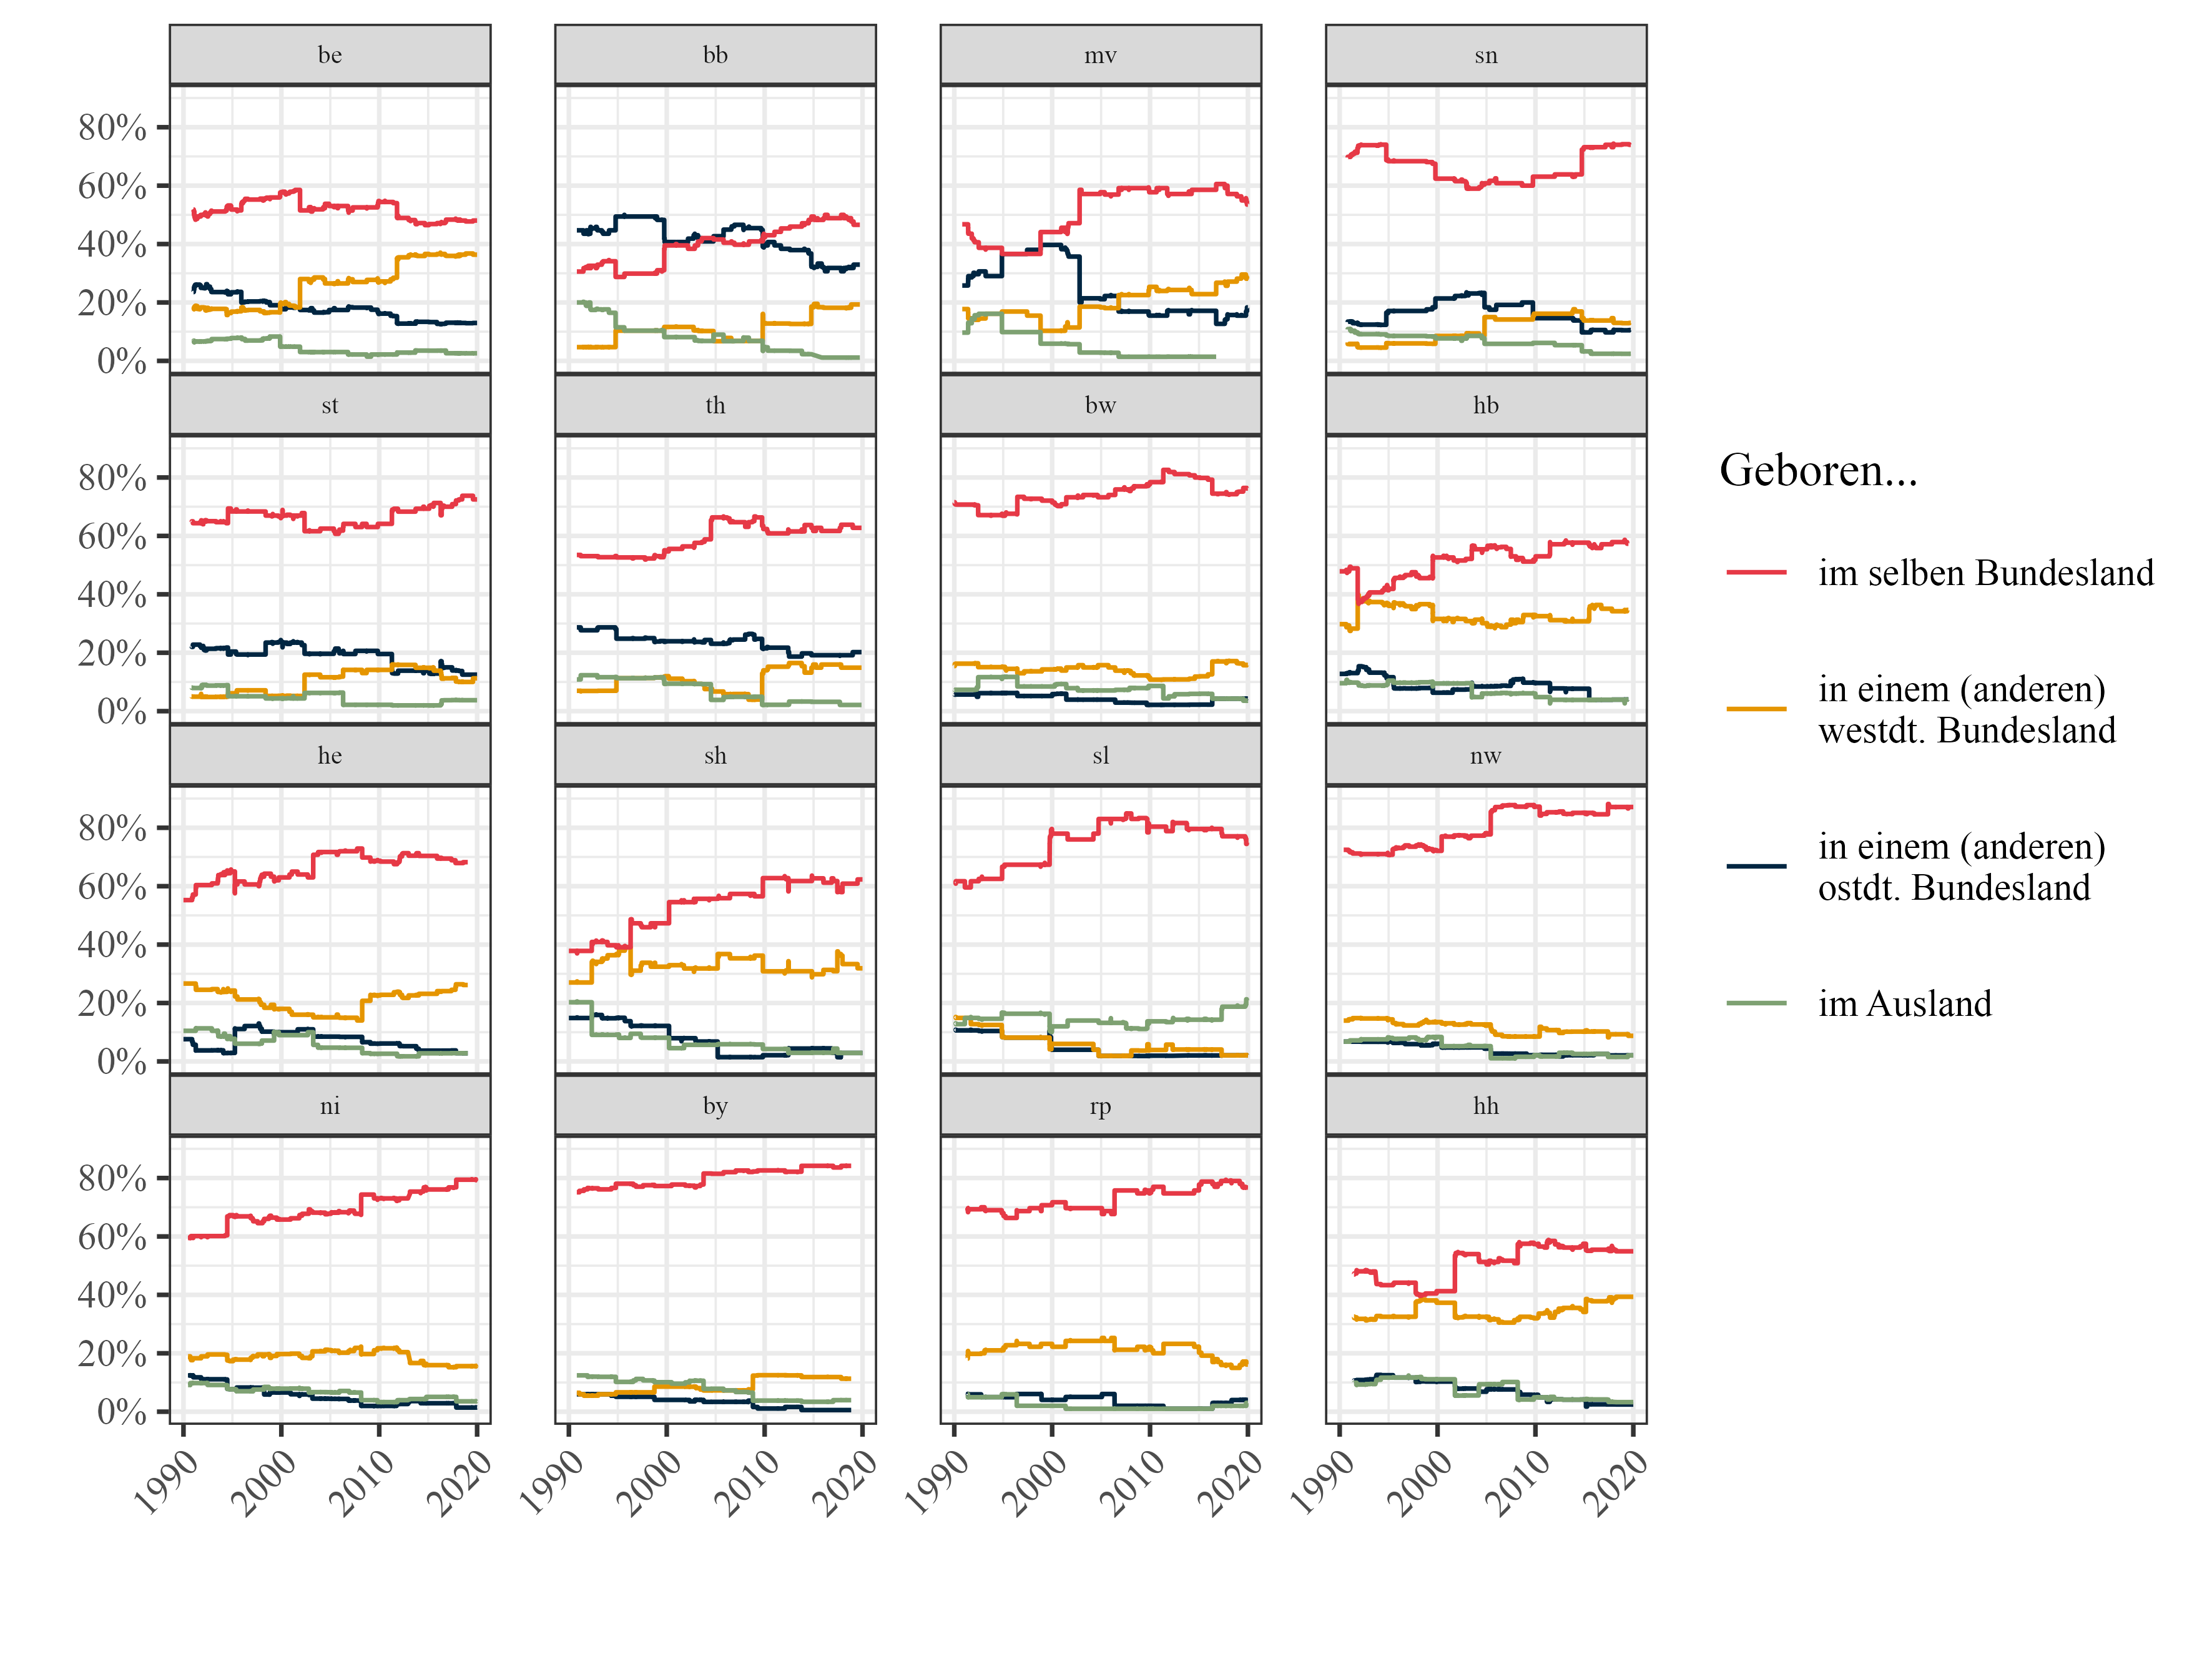 be
bb
mv
sn
80%
60%
40%
20%
0%
st
th
bw
hb
80%
60%
40%
20%
0%
he
sh
sl
nw
80%
60%
40%
20%
0%
ni
by
rp
hh
80%
60%
40%
20%
0%
1990
2000
2010
2020
1990
2000
2010
2020
1990
2000
2010
2020
1990
2000
2010
2020
Geboren...
im selben Bundesland
in einem (anderen)
westdt. Bundesland
in einem (anderen)
ostdt. Bundesland
im Ausland